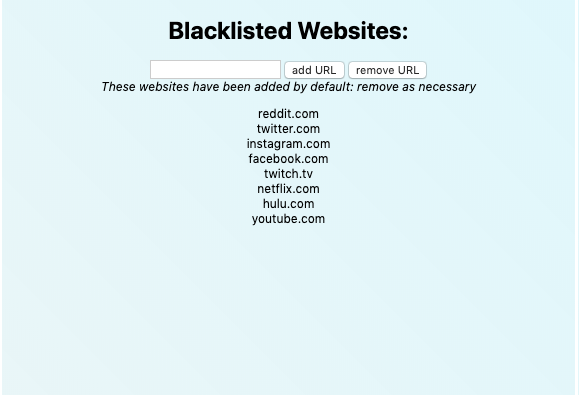 Blacklisted Websites:
add URL remove URL
These websites have been added by default: remove as necessary
reddit.com
twitter.com
instagram.com
facebook.com
twitch.tv
netflix.com
hulu.com
youtube.com